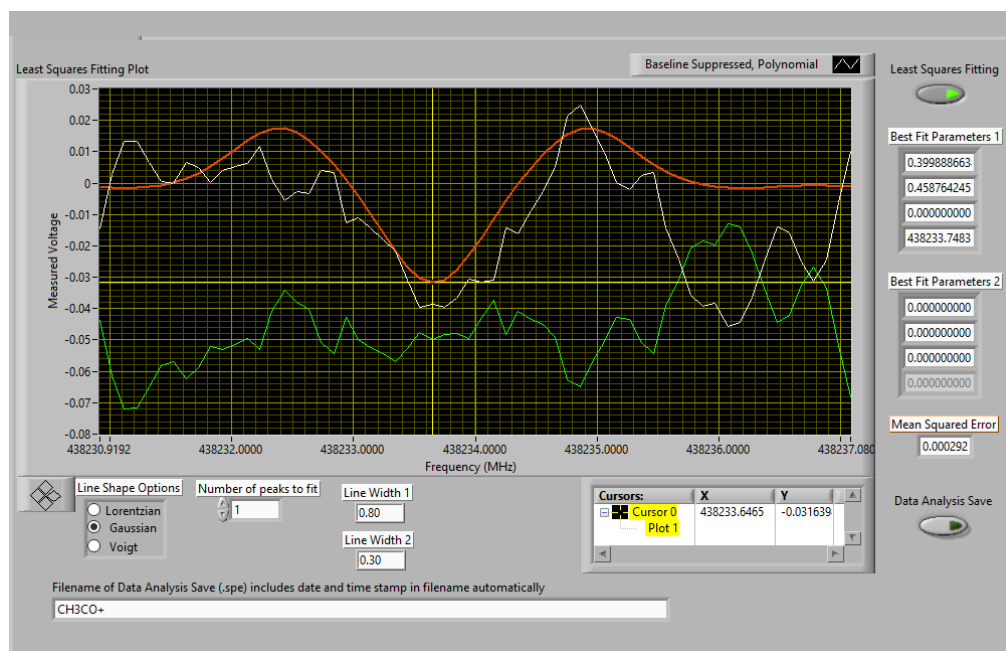 Least Squares Fitting Plot
Baseline Suppressed, Polynomial
Least Squares Fitting
0.03
0.02
0.01
0
-0.01
-0.02
-0.03
-0.04
-0.05
-0.06
-0.07
-0.08
Measured Voltage
438230.9192 438232.0000 438233.0000 438234.0000 438235.0000 438236.0000 438237.080
Frequency (MHz)
Best Fit Parameters 1
0.399888663
0.458764245
0.000000000
438233.7483
Best Fit Parameters 2
0.000000000
0.000000000
0.000000000
0.000000000
Mean Squared Error
0.000292
Data Analysis Save
Line Shape Options
Lorentzian
Gaussian
Voigt
Number of peaks to fit
1
Line Width 1
0.80
Line Width 2
0.30
Cursors: X Y
Cursor 0 438233.6465 -0.031639
Plot 1
Filename of Data Analysis Save (.spe) includes date and time stamp in filename automatically
CH3CO+